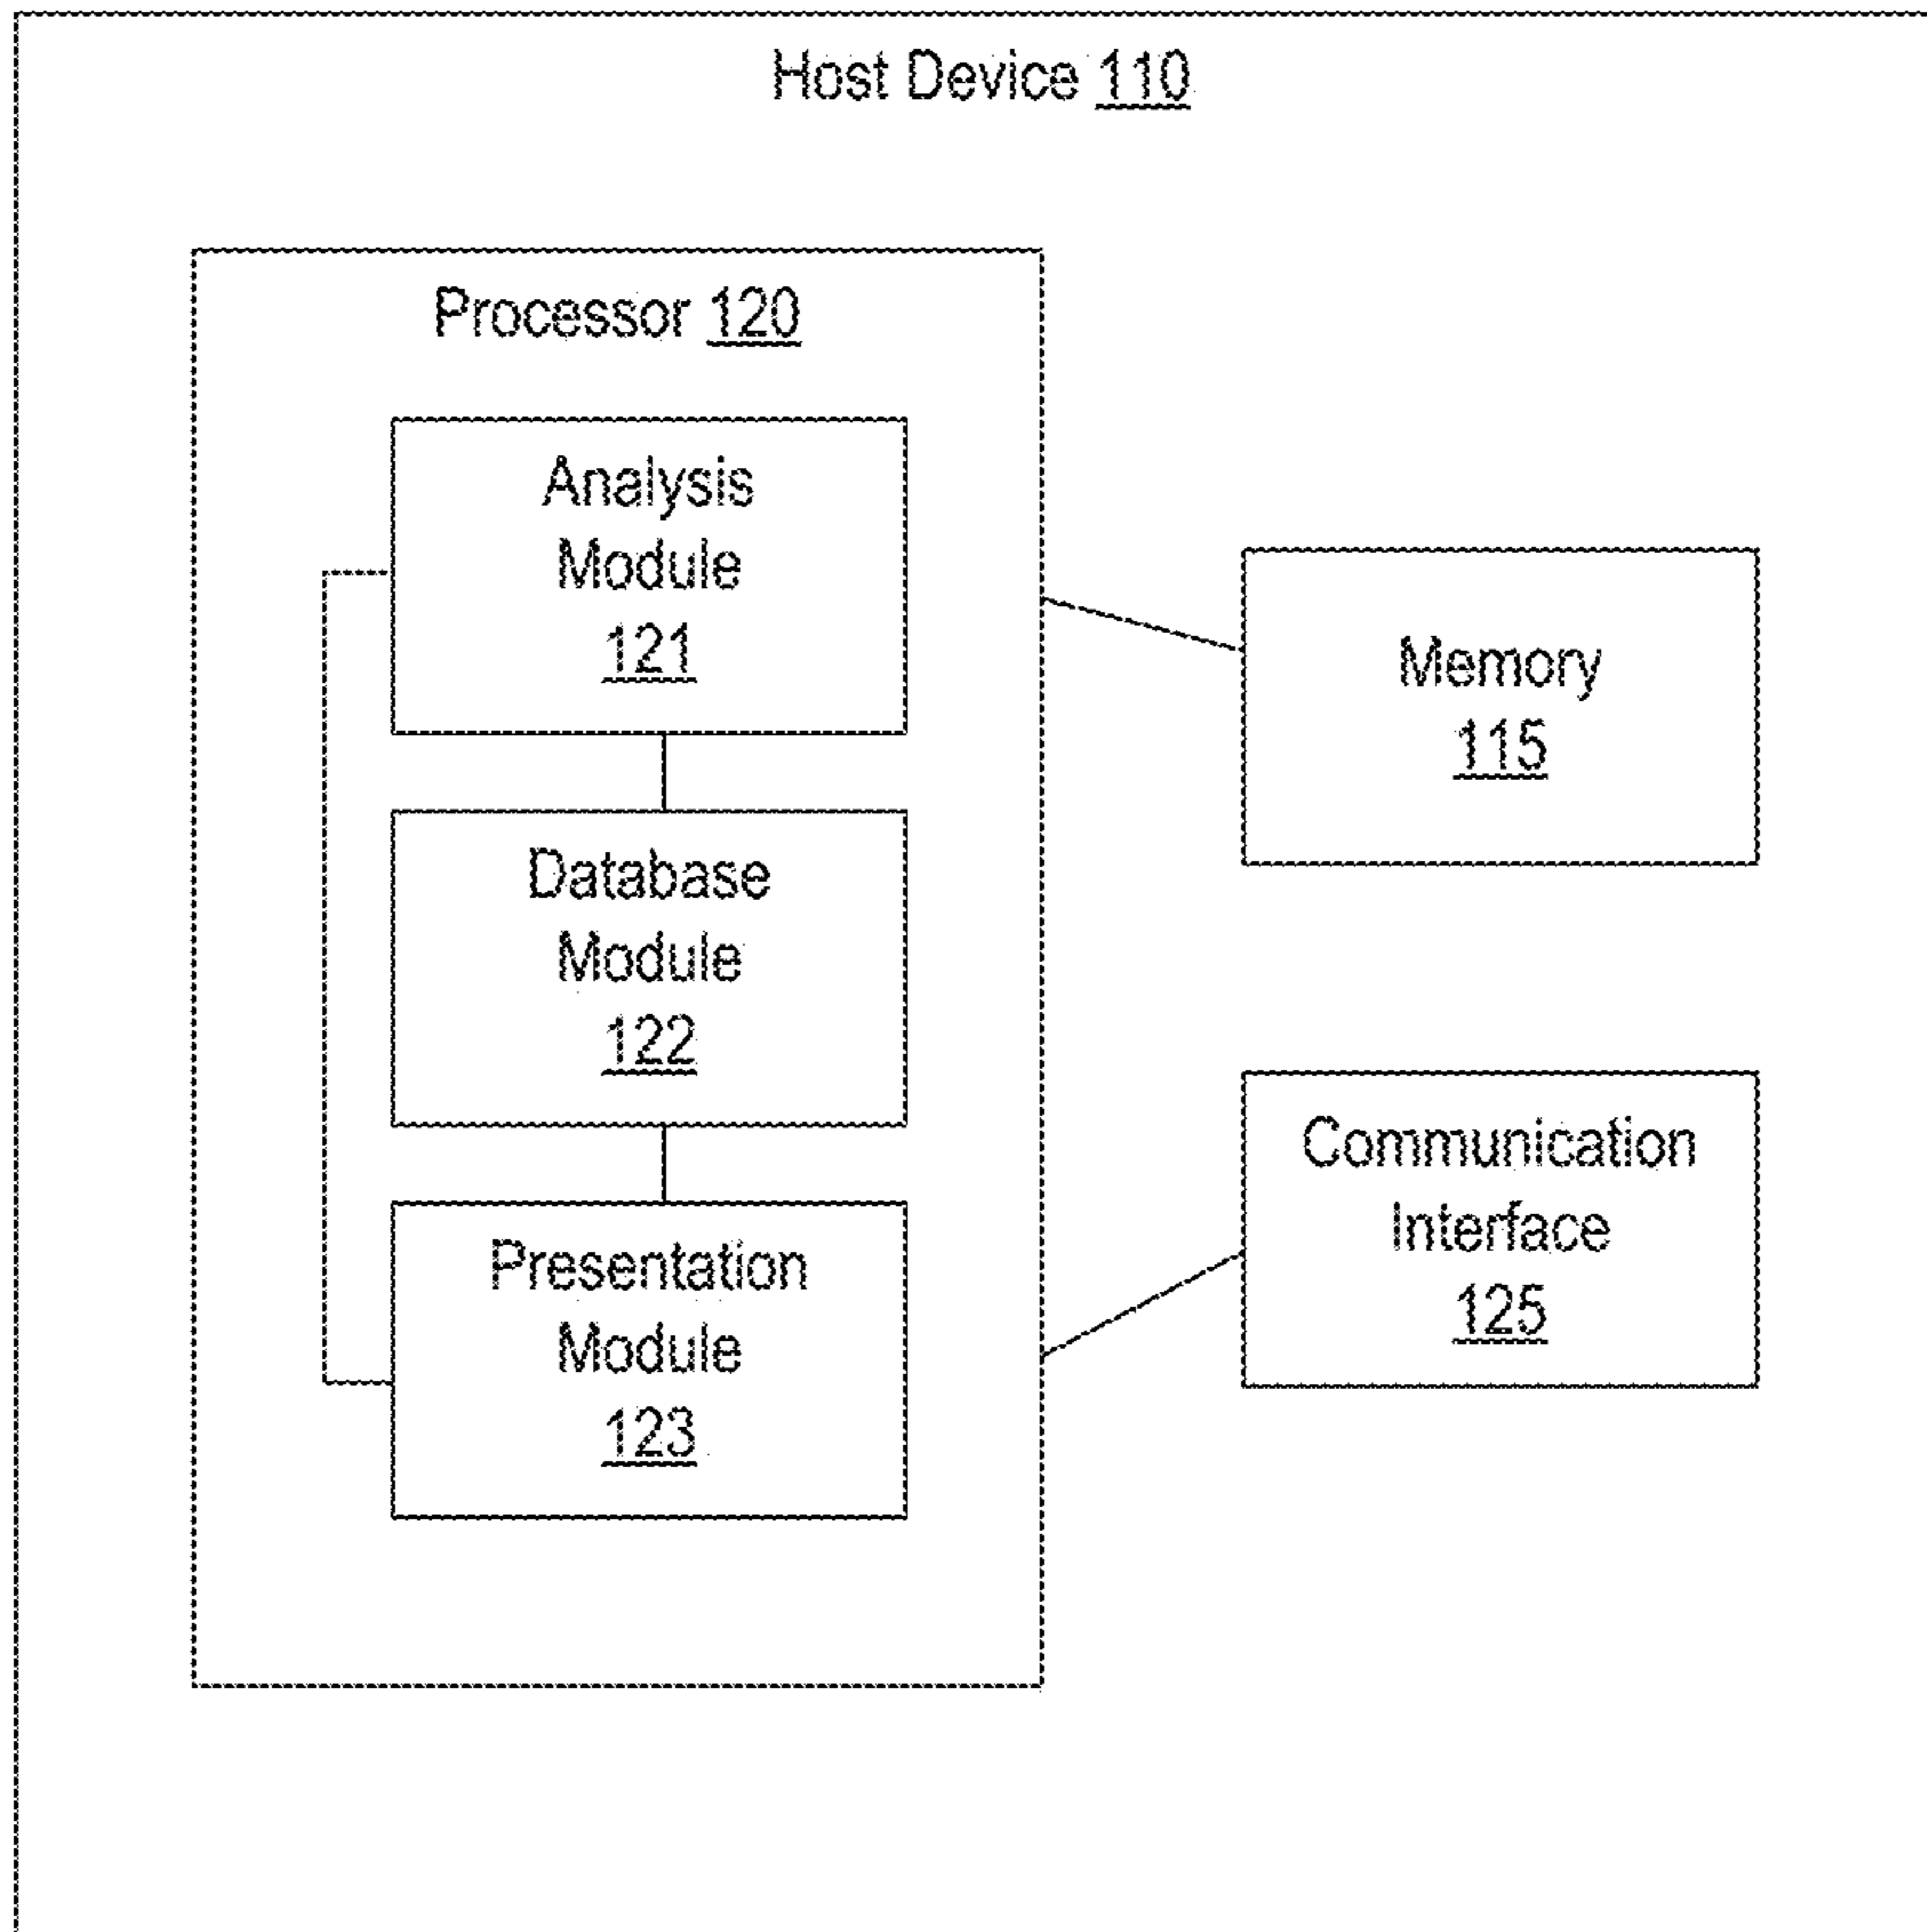 Host Device 110
Processor 120
Analysis
Module
121
Database
Module
122
Presentation
Module
123
Memory
115
Communication
Interface
125